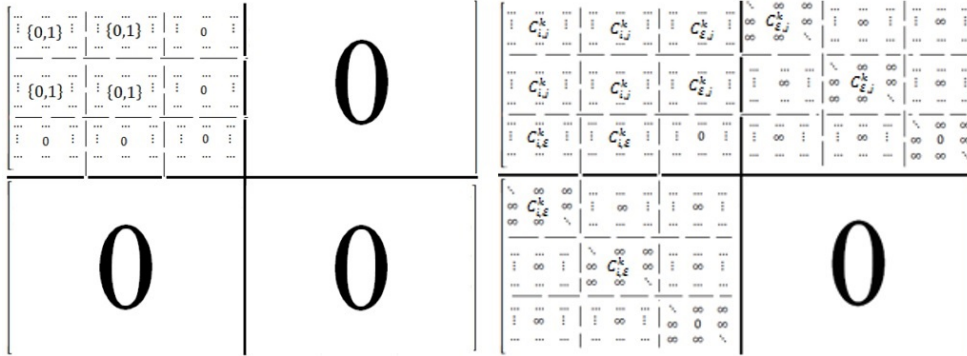 … … … … … … … … …
⋮ {0,1} ⋮ ⋮ {0,1} ⋮ ⋮ 0 ⋮
… … … … … … … … …
… … … … … … … … …
⋮ {0,1} ⋮ ⋮ {0,1} ⋮ ⋮ 0 ⋮
… … … … … … … … …
… … … … … … … … …
⋮ 0 ⋮ ⋮ 0 ⋮ ⋮ 0 ⋮
… … … … … … … … …
0
0
0
… … … … … … … … …
⋮ C^k_{i,j} ⋮ ⋮ C^k_{i,j} ⋮ ⋮ C^k_{ε,j} ⋮
… … … … … … … … …
… … … … … … … … …
⋮ C^k_{i,j} ⋮ ⋮ C^k_{i,j} ⋮ ⋮ C^k_{ε,j} ⋮
… … … … … … … … …
… … … … … … … … …
⋮ C^k_{i,ε} ⋮ ⋮ C^k_{i,ε} ⋮ ⋮ 0 ⋮
… … … … … … … … …
⋱ ∞ ∞ … … … … … …
∞ C^k_{ε,j} ∞ ⋮ ∞ ⋮ ⋮ ∞ ⋮
∞ ∞ ⋱ … … … … … …
… … … ⋱ ∞ ∞ … … …
⋮ ∞ ⋮ ∞ C^k_{ε,j} ∞ ⋮ ∞ ⋮
… … … ∞ ∞ ⋱ … … …
… … … … … … ⋱ ∞ ∞
⋮ ∞ ⋮ ⋮ ∞ ⋮ ∞ 0 ∞
… … … … … … ∞ ∞ ⋱
⋱ ∞ ∞ … … … … … …
∞ C^k_{i,ε} ∞ ⋮ ∞ ⋮ ⋮ ∞ ⋮
∞ ∞ ⋱ … … … … … …
… … … ⋱ ∞ ∞ … … …
⋮ ∞ ⋮ ∞ C^k_{i,ε} ∞ ⋮ ∞ ⋮
… … … ∞ ∞ ⋱ … … …
… … … … … … ⋱ ∞ ∞
⋮ ∞ ⋮ ⋮ ∞ ⋮ ∞ 0 ∞
… … … … … … ∞ ∞ ⋱
0